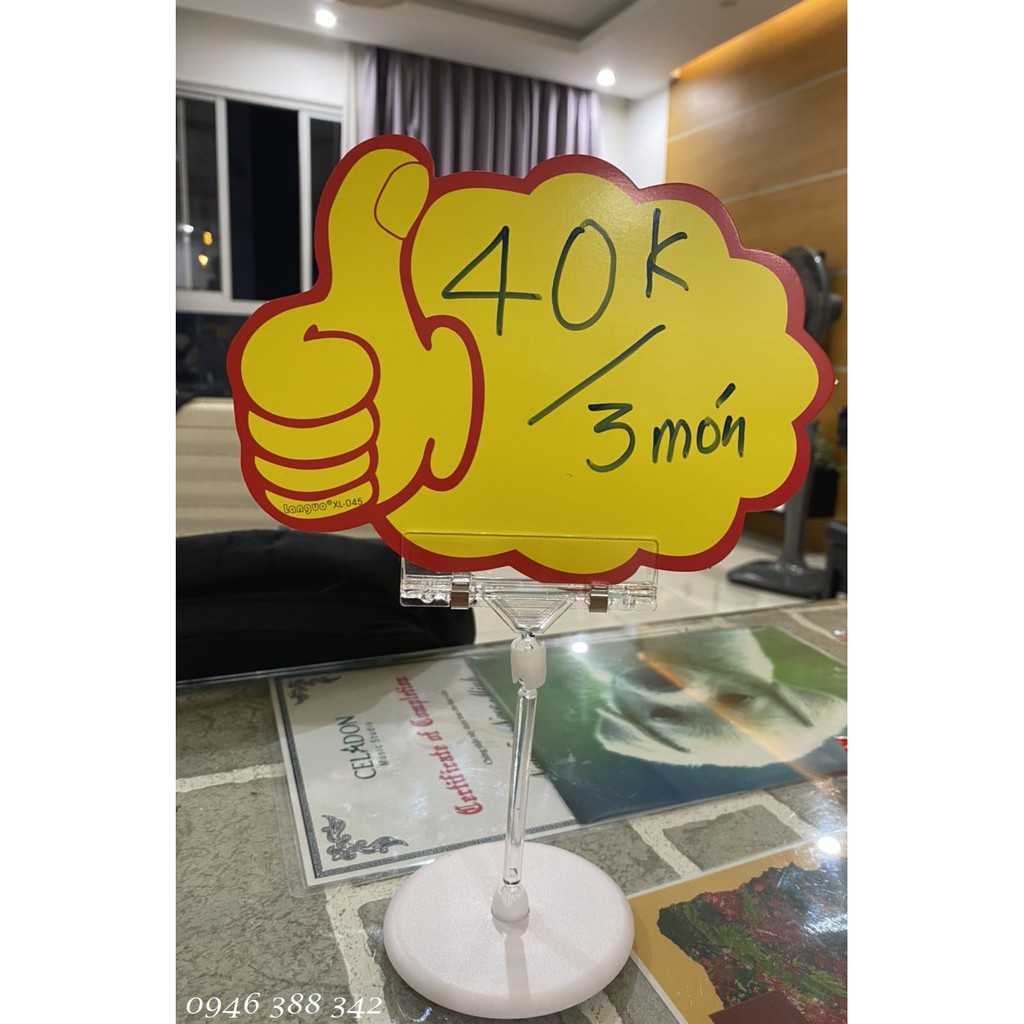 40K
/3 món
Languo® XL-045
CELADON
Music Studio
Certificate of Completion
0946 388 342